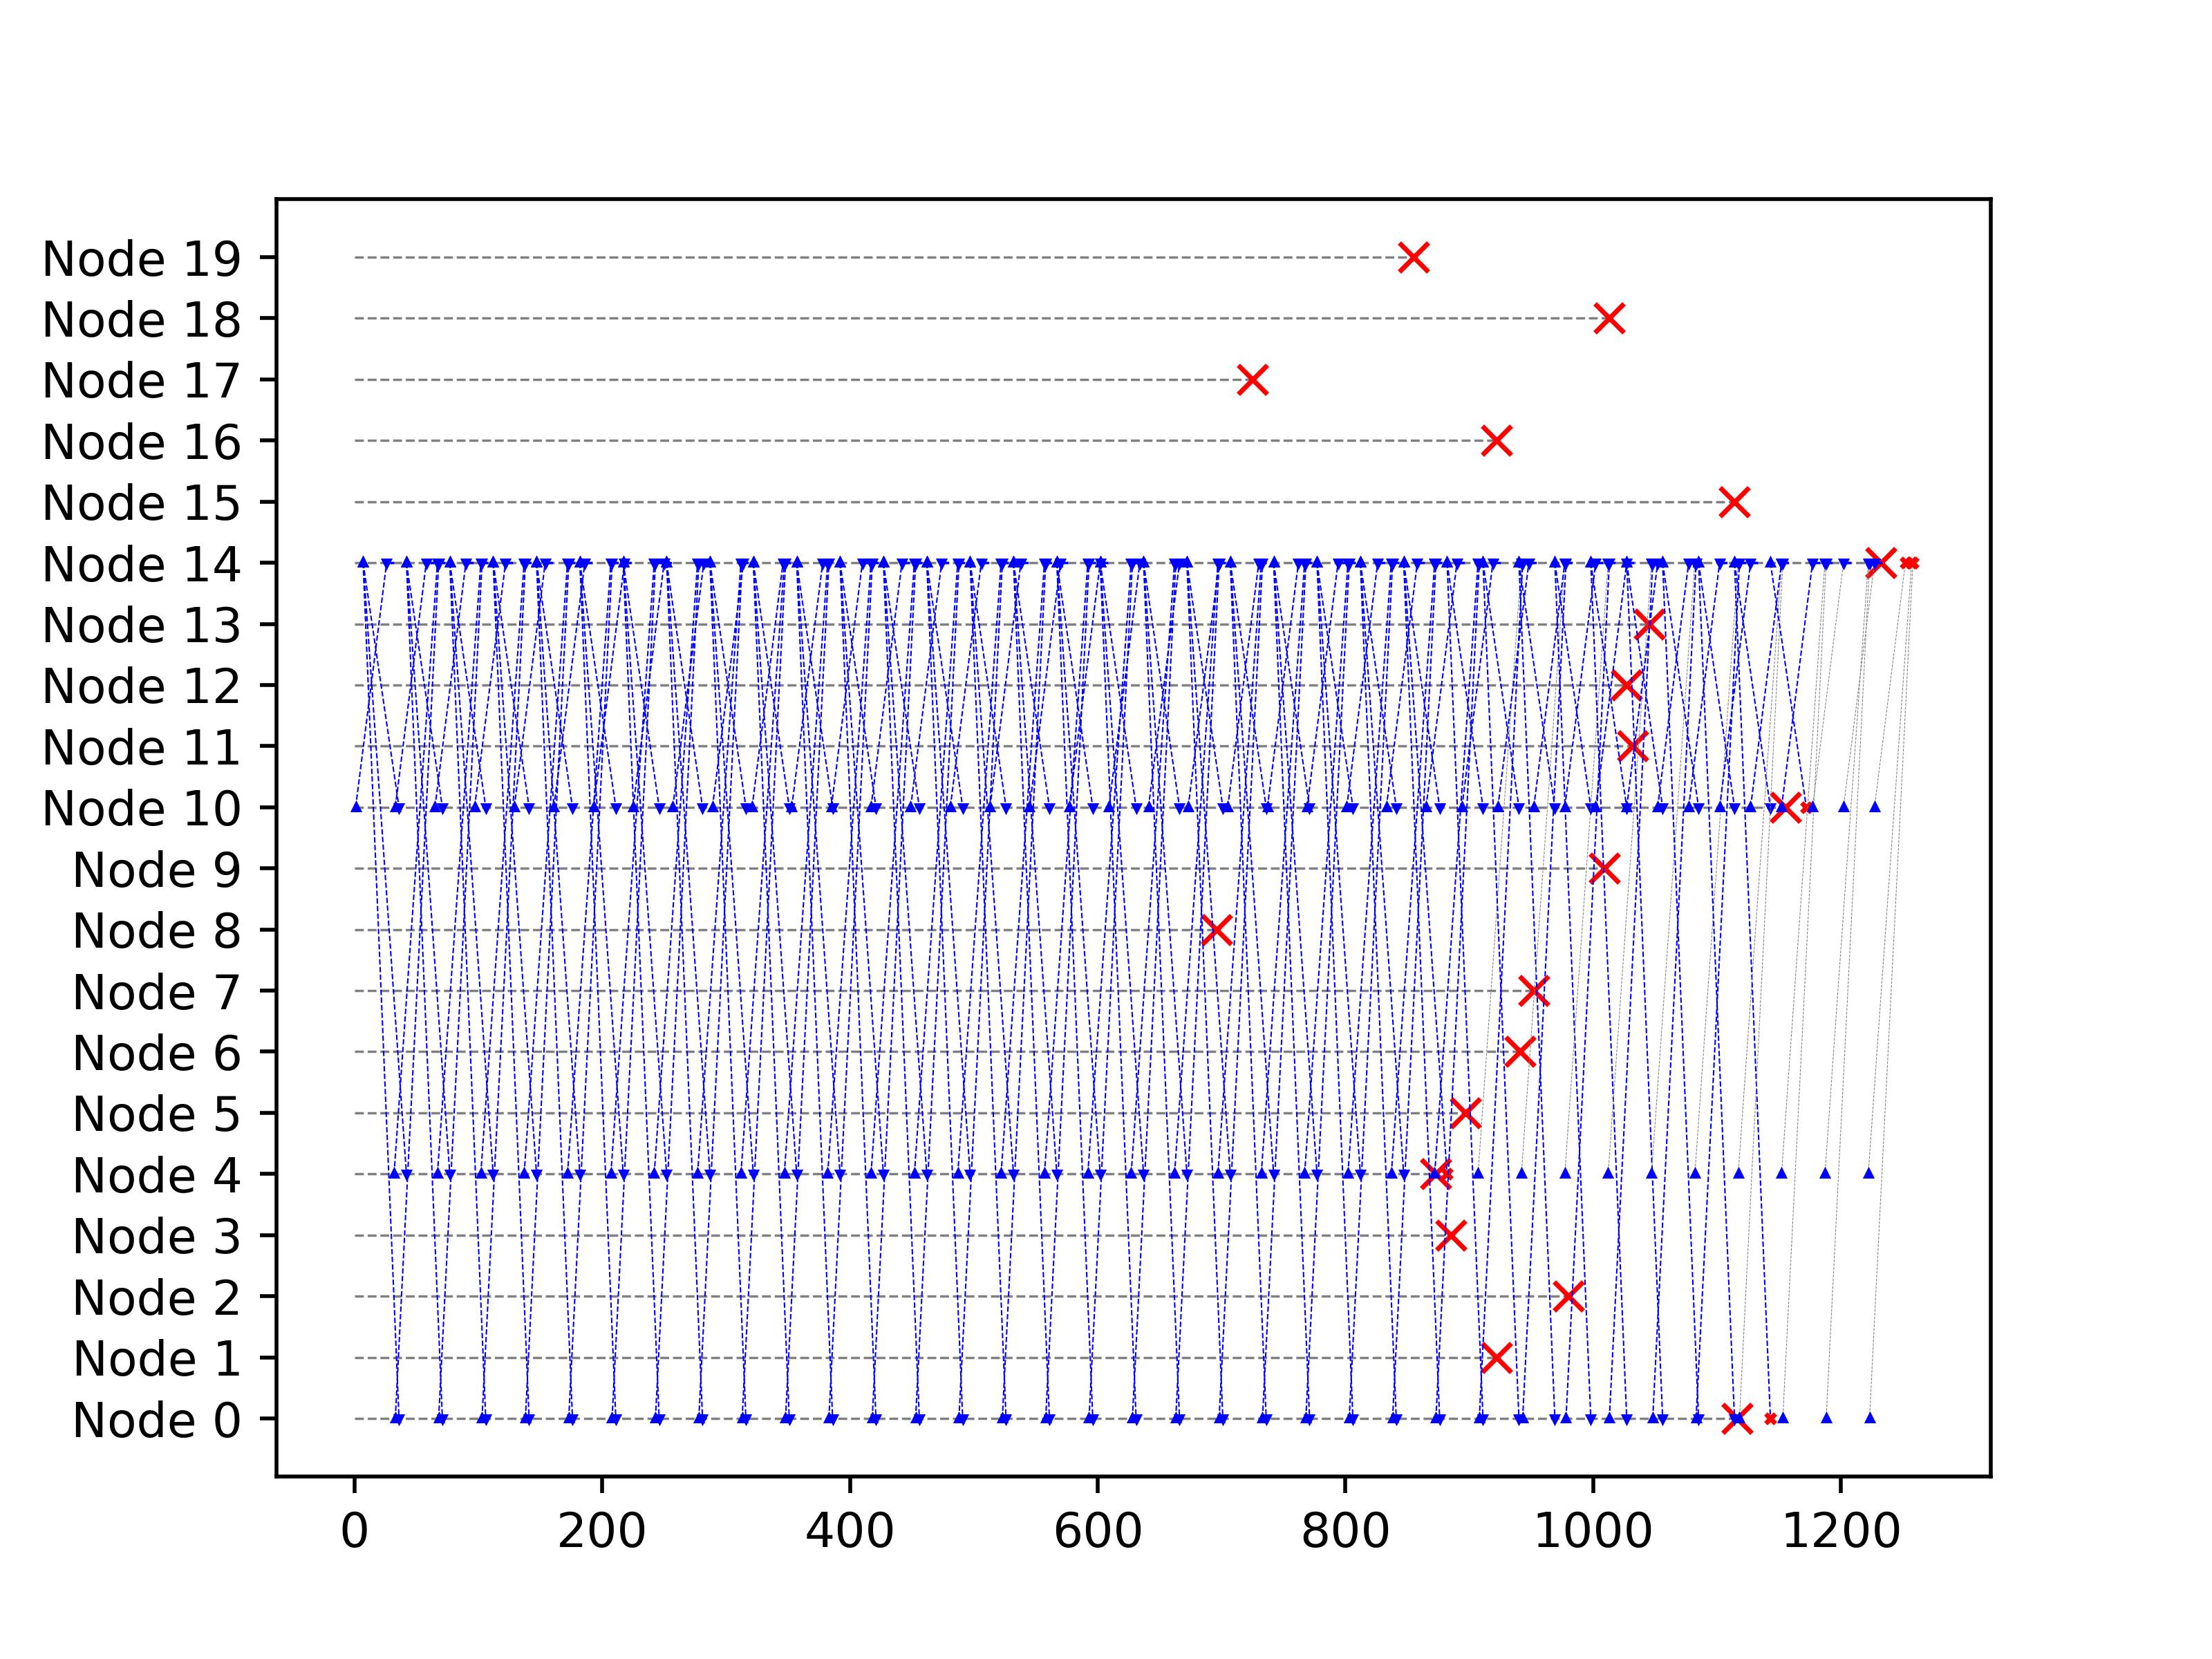 Node 19
Node 18
Node 17
Node 16
Node 15
Node 14
Node 13
Node 12
Node 11
Node 10
Node 9
Node 8
Node 7
Node 6
Node 5
Node 4
Node 3
Node 2
Node 1
Node 0
0 200 400 600 800 1000 1200